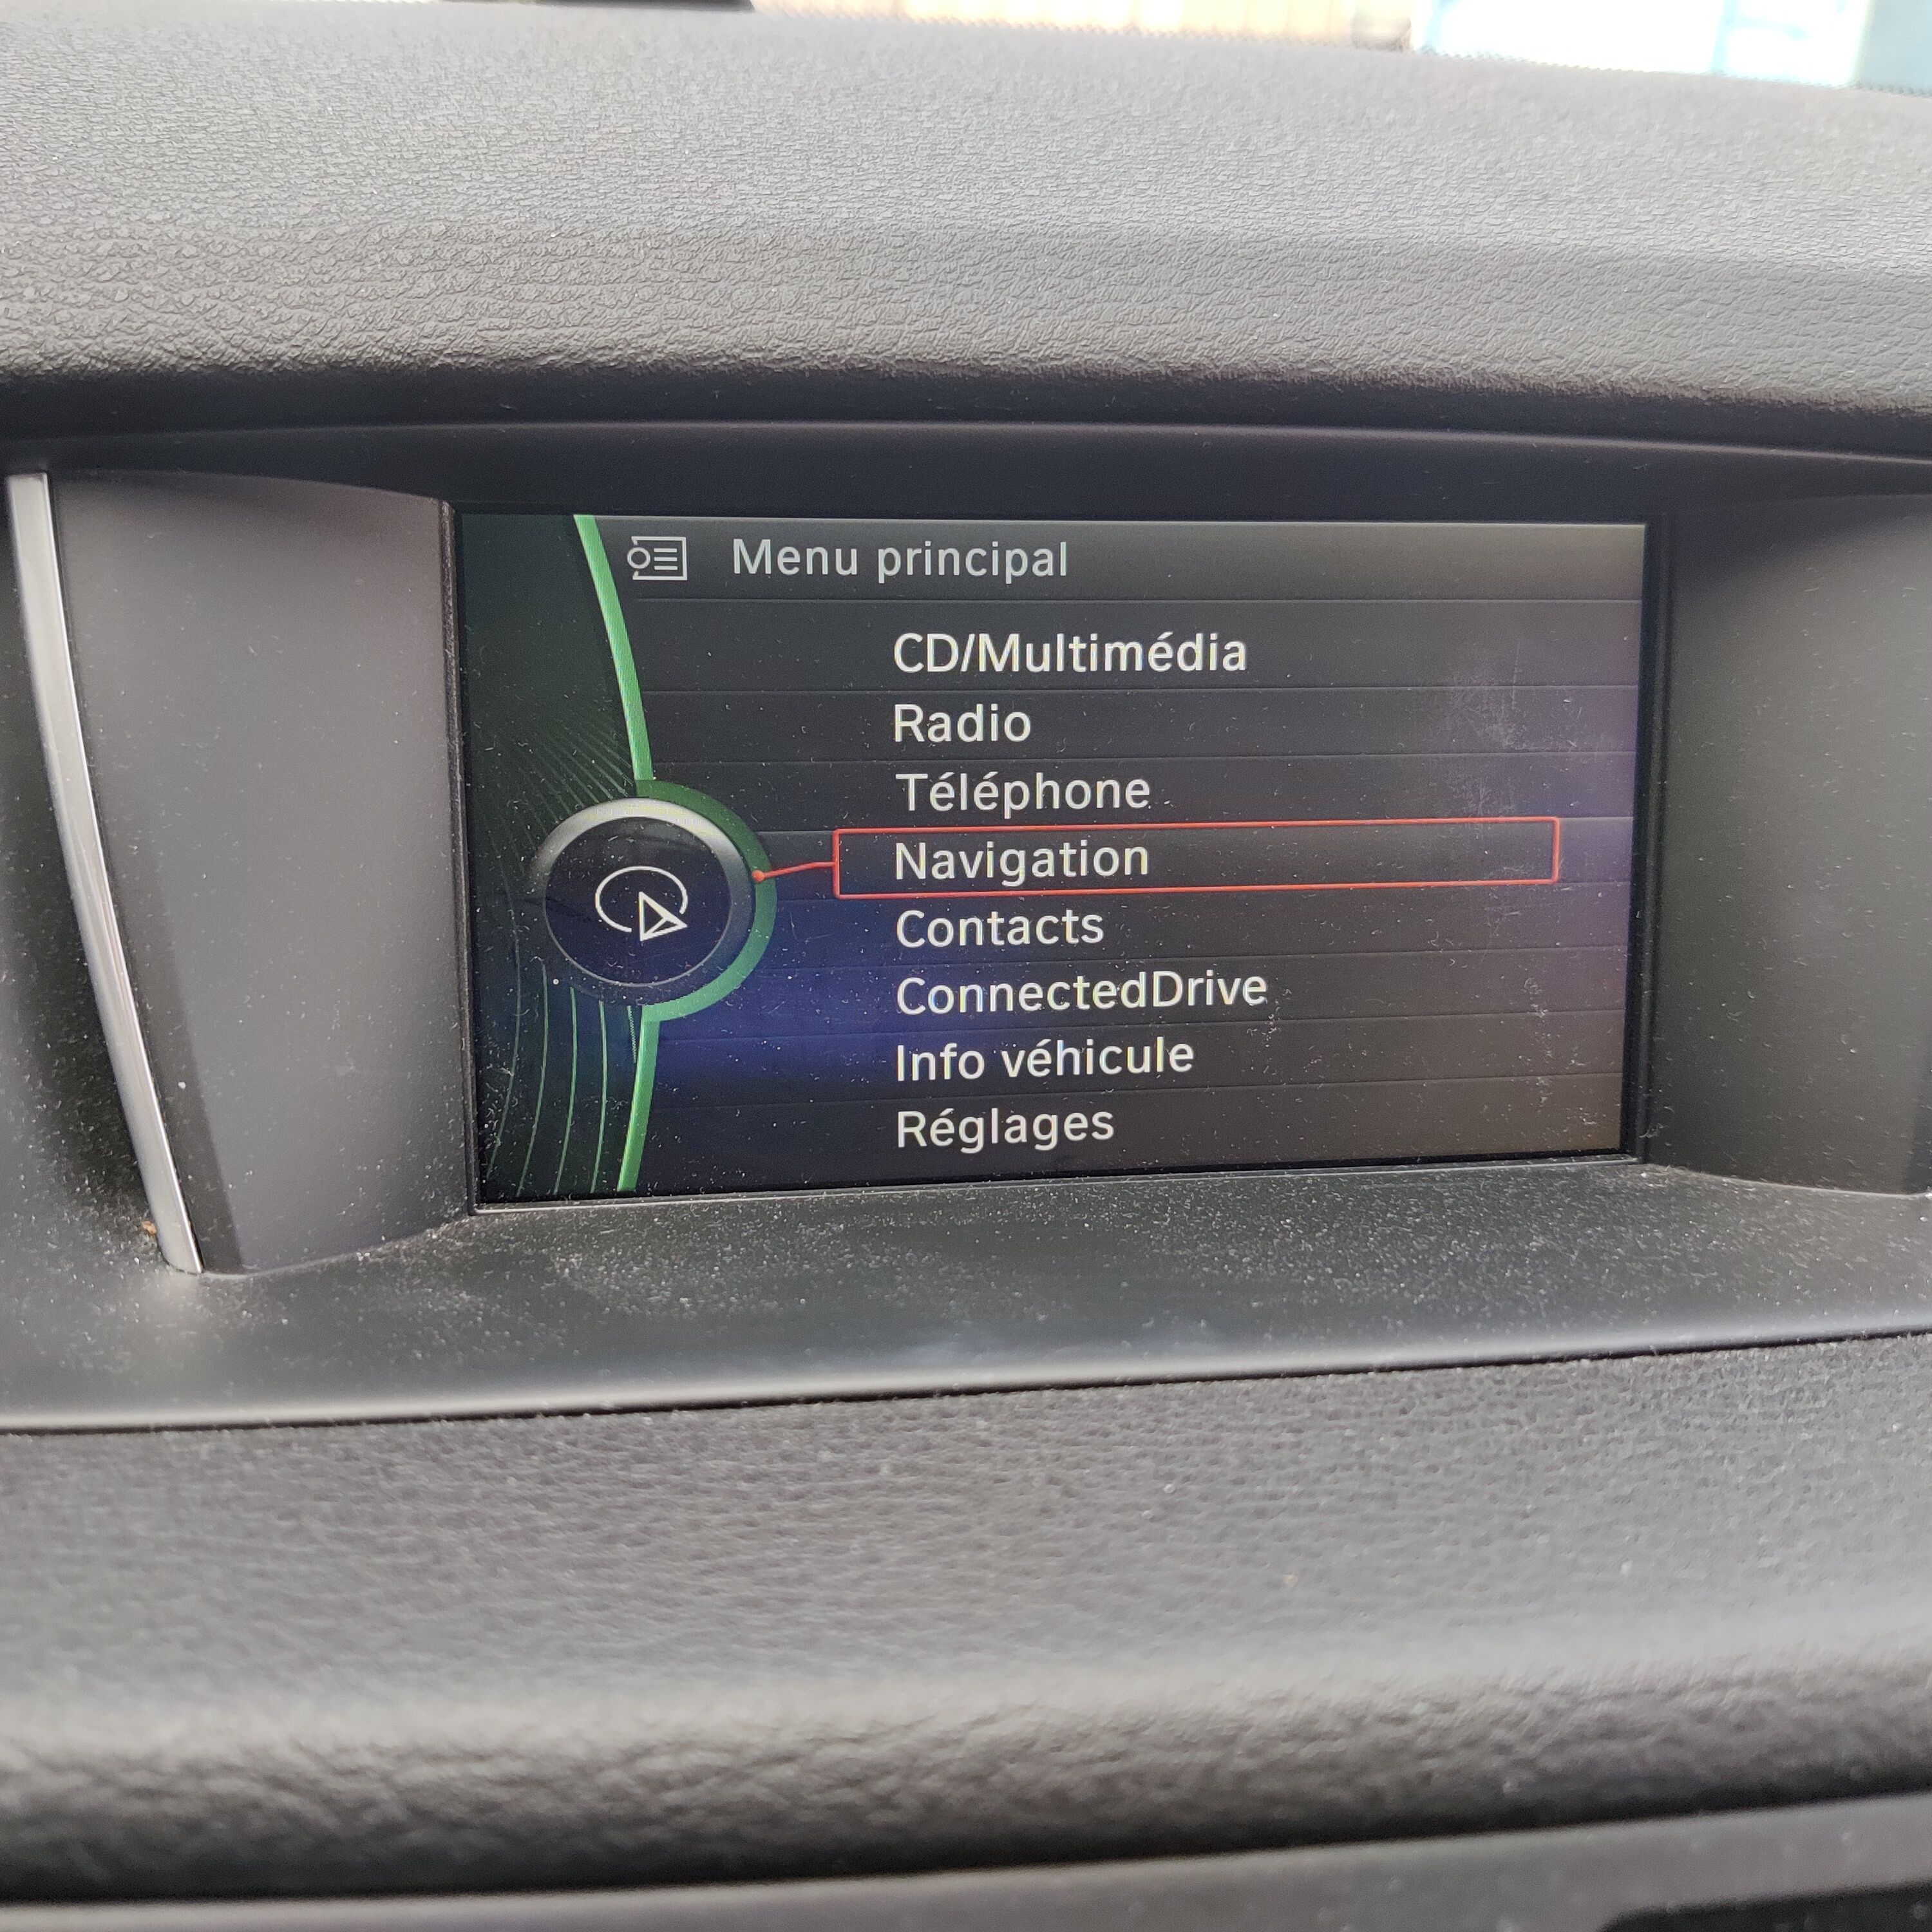 Menu principal
CD/Multimédia
Radio
Téléphone
Navigation
Contacts
ConnectedDrive
Info véhicule
Réglages